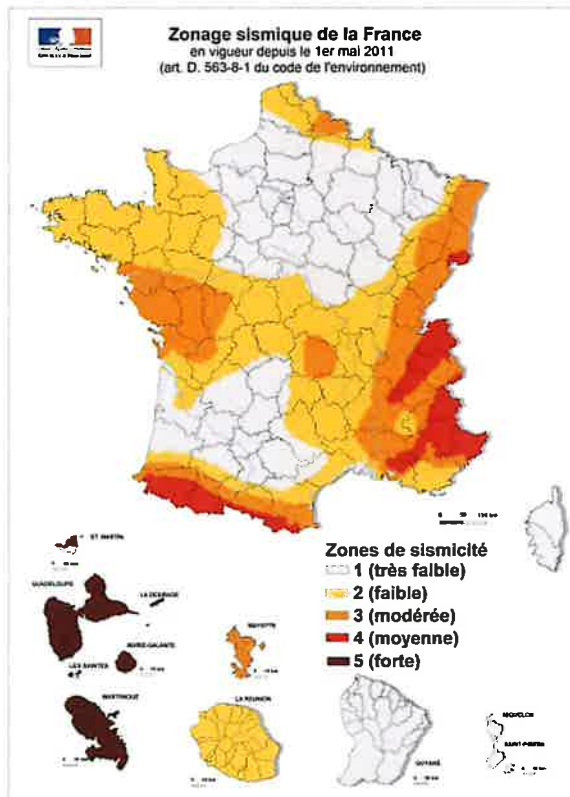 Zonage sismique de la France
en vigueur depuis le 1er mai 2011
(art. D. 563-8-1 du code de l'environnement)
ST MARTIN
GUADELOUPE
LA DESIRADE
MARIE-GALANTE
LES SAINTES
MARTINIQUE
MAYOTTE
LA REUNION
GUYANE
MIQUELON
SAINT-PIERRE
Zones de sismicité
1 (très faible)
2 (faible)
3 (modérée)
4 (moyenne)
5 (forte)